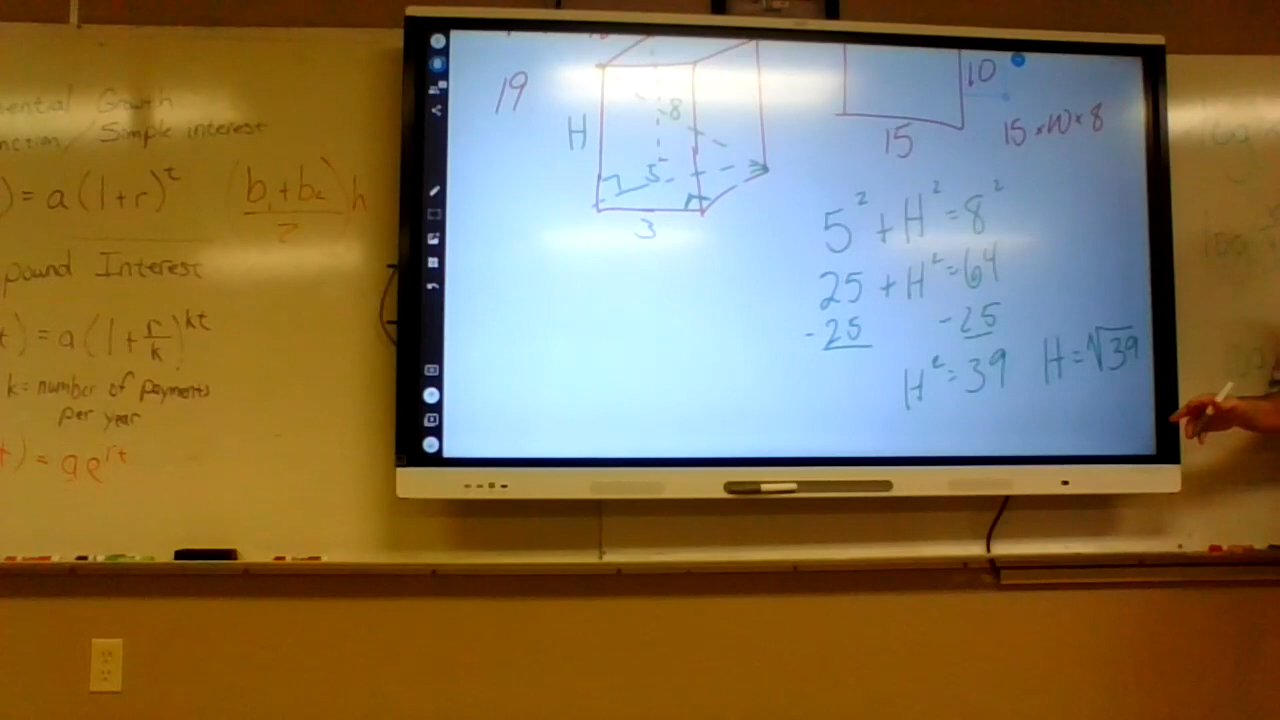 ential Growth
nction / Simple interest
) = a(1+r)^t
(b₁+b₂/2)h
pound Interest
t) = a(1+r/k)^kt
k = number of payments
per year
t) = ae^rt
19
H
8
5
3
10
15
15×10×8
5² + H² = 8²
25 + H² = 64
-25 -25
H² = 39 H = √39
log